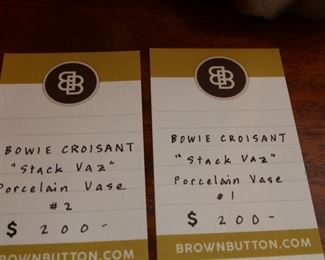 BB
BOWIE CROISANT
"Stack Vaz"
Porcelain Vase
#2
$ 200-
BROWNBUTTON.COM
BB
BOWIE CROISANT
"Stack Vaz"
Porcelain Vase
#1
$ 200-
BROWNBUTTON.COM